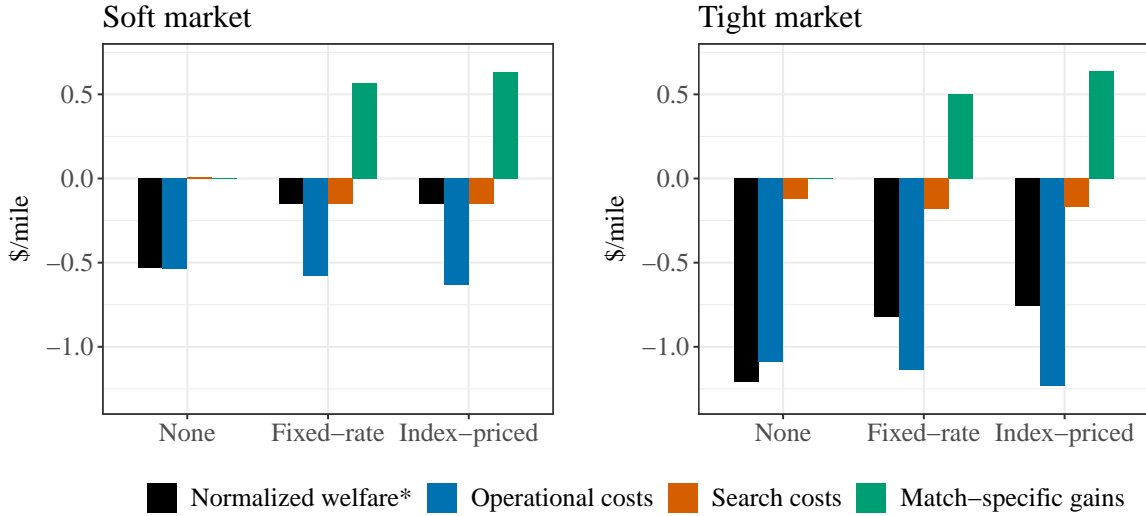 Soft market
Tight market
$/mile
0.5
0.0
−0.5
−1.0
None
Fixed−rate
Index−priced
$/mile
0.5
0.0
−0.5
−1.0
None
Fixed−rate
Index−priced
Normalized welfare*
Operational costs
Search costs
Match−specific gains